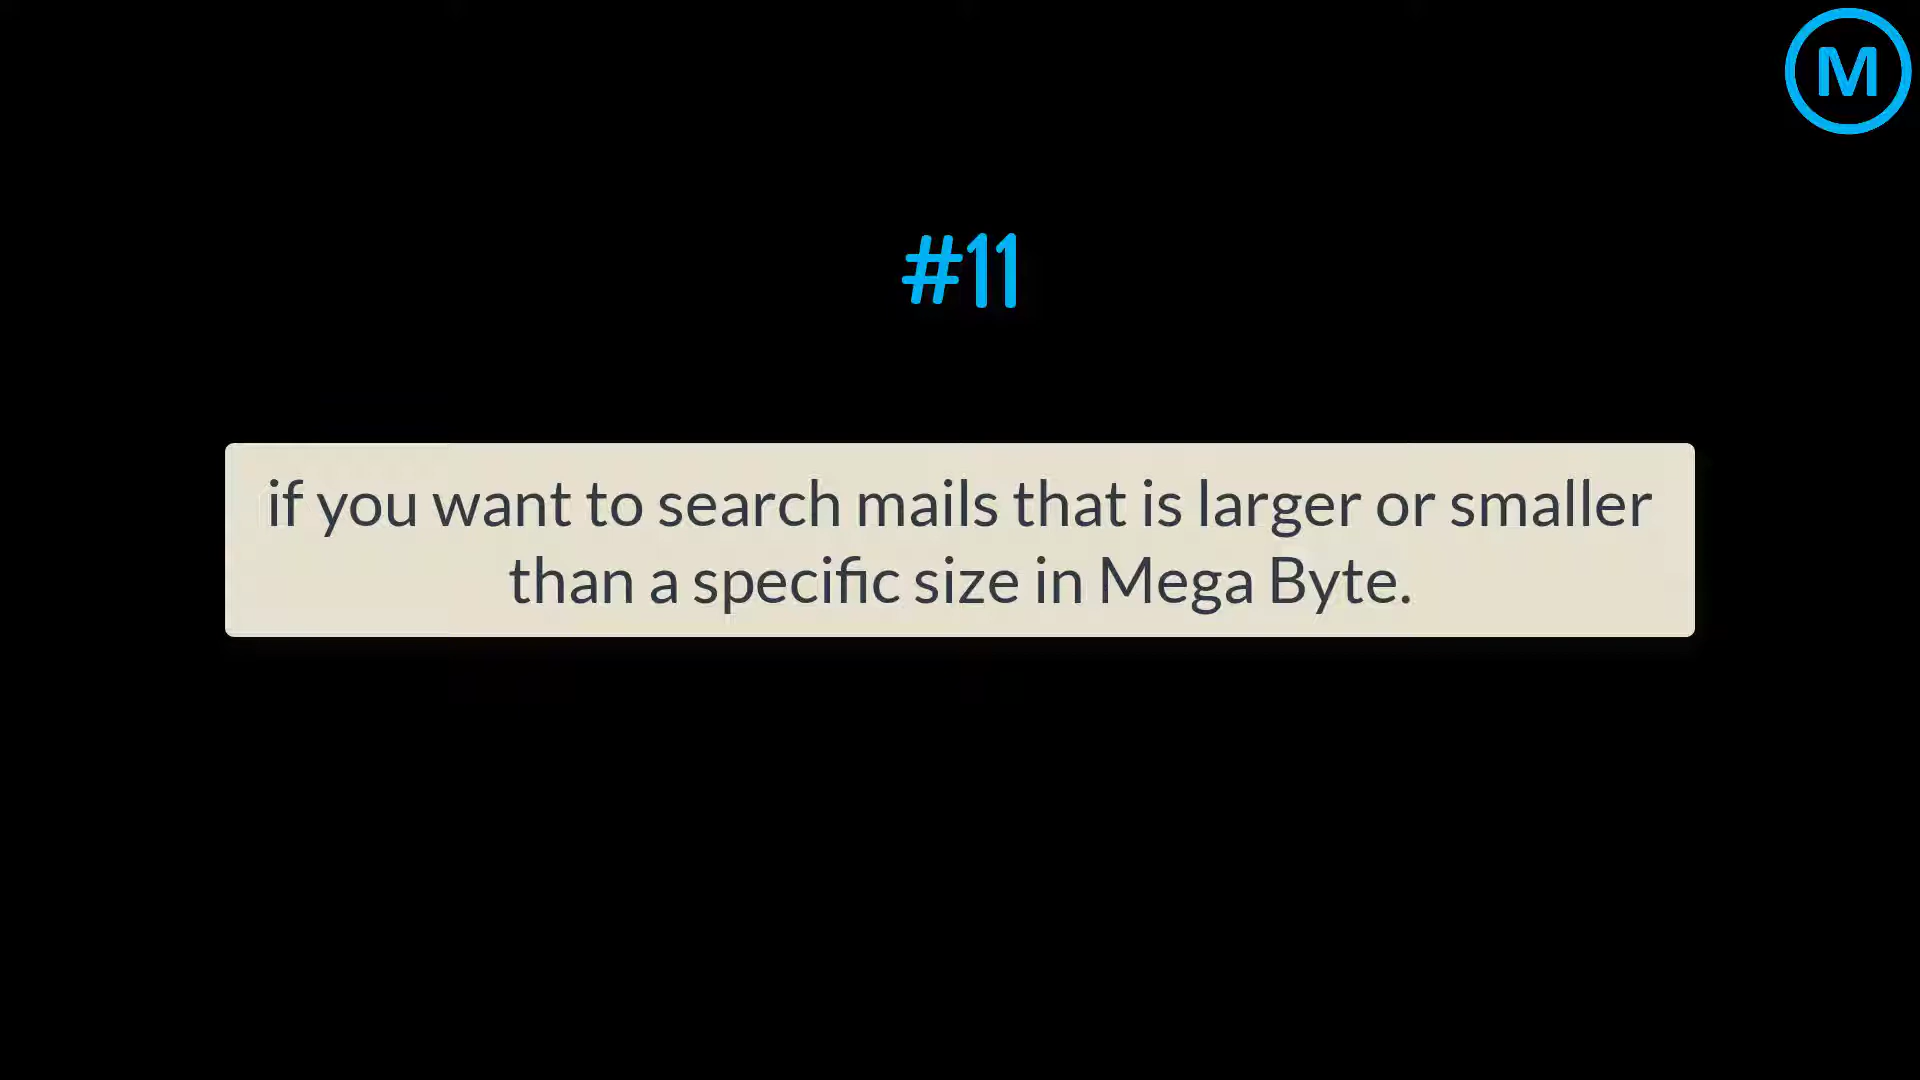 M
#11
if you want to search mails that is larger or smaller
than a specific size in Mega Byte.